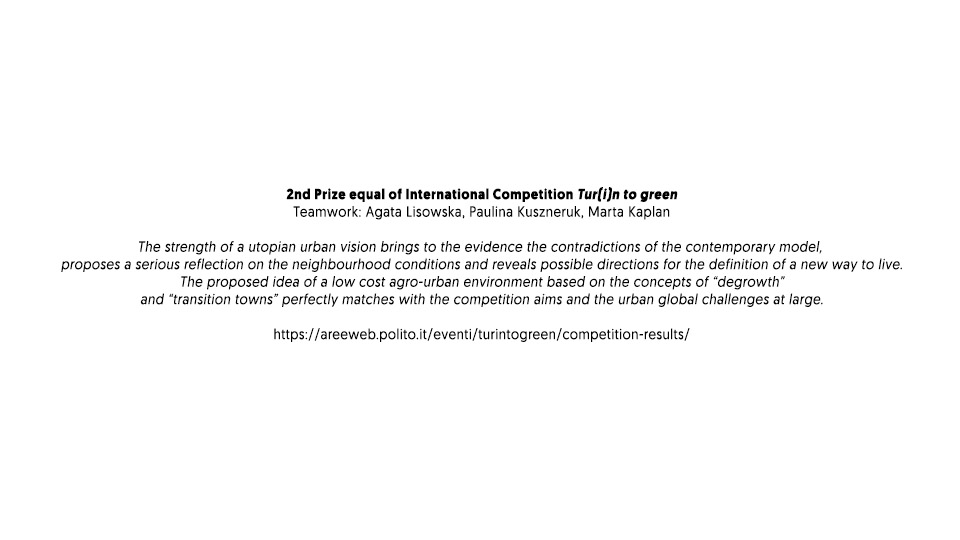 2nd Prize equal of International Competition Tur(i)n to green
Teamwork: Agata Lisowska, Paulina Kuszneruk, Marta Kaplan
The strength of a utopian urban vision brings to the evidence the contradictions of the contemporary model,
proposes a serious reflection on the neighbourhood conditions and reveals possible directions for the definition of a new way to live.
The proposed idea of a low cost agro-urban environment based on the concepts of “degrowth”
and “transition towns” perfectly matches with the competition aims and the urban global challenges at large.
https://areeweb.polito.it/eventi/turintogreen/competition-results/